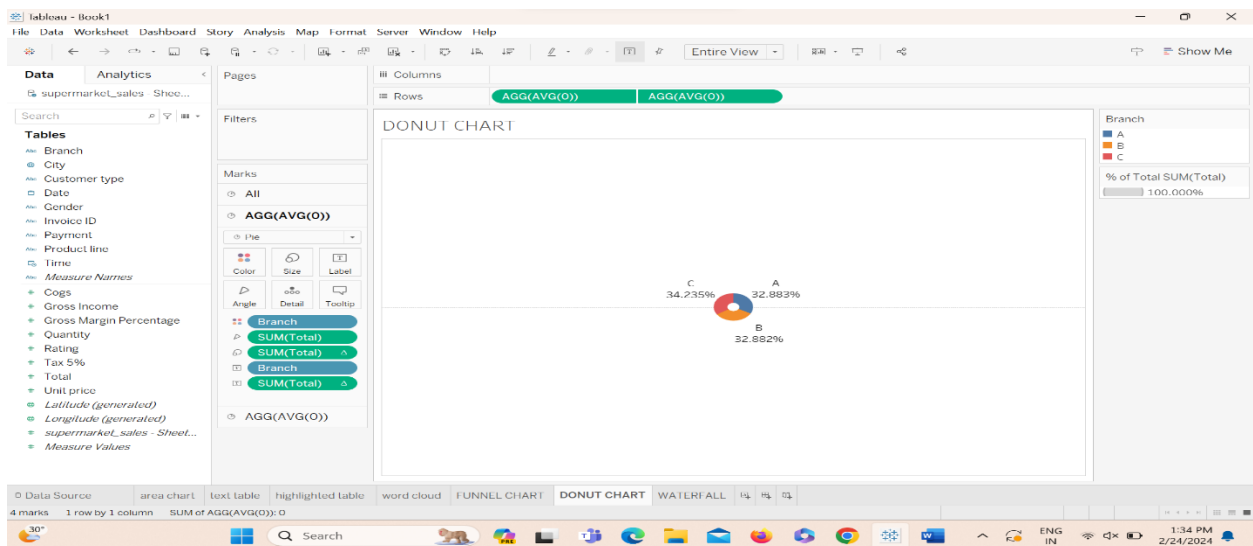 Tableau - Book1
File Data Worksheet Dashboard Story Analysis Map Format Server Window Help
Entire View
Show Me
Data Analytics
Pages
Columns
supermarket_sales - Shee...
Rows AGG(AVG(0)) AGG(AVG(0))
Search
Filters
DONUT CHART
Branch
A
B
C
Tables
Abc Branch
City
Abc Customer type
Date
Abc Gender
Abc Invoice ID
Abc Payment
Abc Product line
Time
Abc Measure Names
Cogs
Gross Income
Gross Margin Percentage
Quantity
Rating
Tax 5%
Total
Unit price
Latitude (generated)
Longitude (generated)
supermarket_sales - Sheet...
Measure Values
Marks
All
AGG(AVG(0))
Pie
Color Size Label
Angle Detail Tooltip
Branch
SUM(Total)
SUM(Total) Δ
Branch
SUM(Total) Δ
AGG(AVG(0))
% of Total SUM(Total)
100.000%
C
34.235%
A
32.883%
B
32.882%
Data Source area chart text table highlighted table word cloud FUNNEL CHART DONUT CHART WATERFALL
4 marks 1 row by 1 column SUM of AGG(AVG(0)): 0
30°
Search
ENG
IN
1:34 PM
2/24/2024